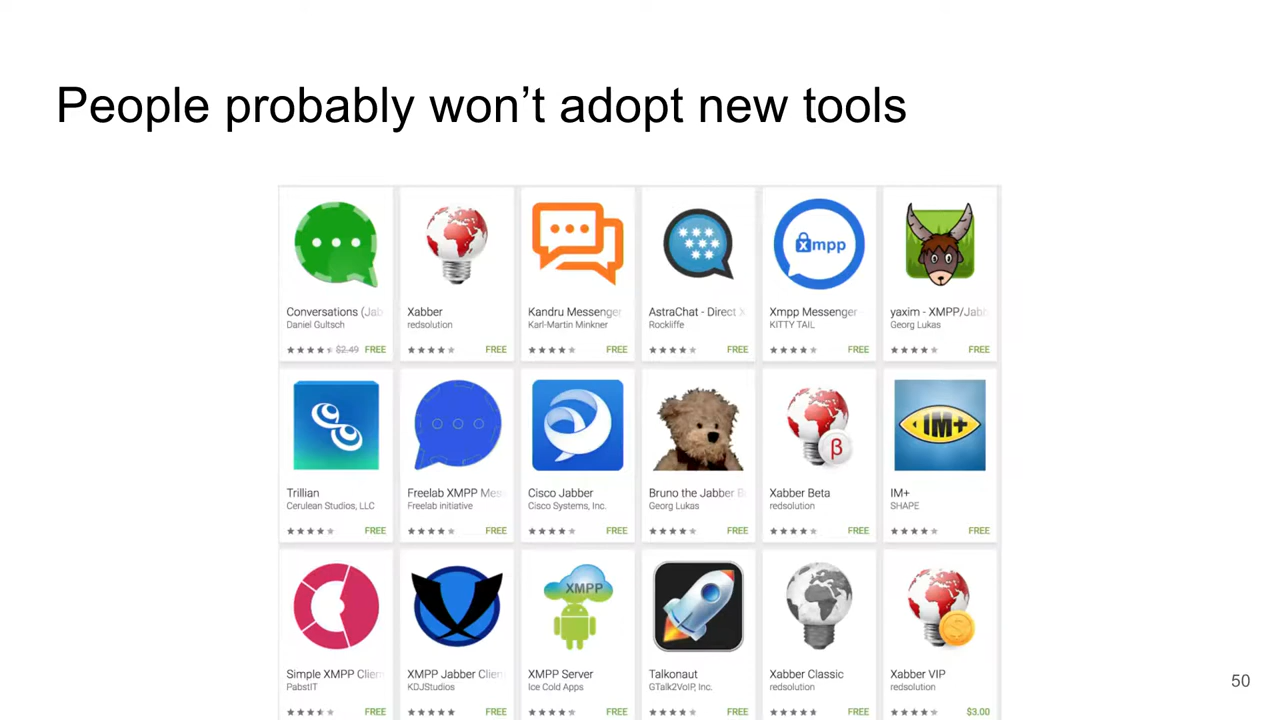 People probably won't adopt new tools
xmpp
Conversations (Jab
Xabber
Kandru Messenger
AstraChat - Direct X
Xmpp Messenger
yaxim - XMPP/Jabb
Daniel Gultsch
redsolution
Karl-Martin Minkner
Rockliffe
KITTY TAIL
Georg Lukas
$2.49 FREE
FREE
FREE
FREE
FREE
FREE
β
IM+
Trillian
Freelab XMPP Mes
Cisco Jabber
Bruno the Jabber B
Xabber Beta
IM+
Cerulean Studios, LLC
Freelab initiative
Cisco Systems, Inc.
Georg Lukas
redsolution
SHAPE
FREE
FREE
FREE
FREE
FREE
FREE
XMPP
$
Simple XMPP Clien
XMPP Jabber Clien
XMPP Server
Talkonaut
Xabber Classic
Xabber VIP
PabstIT
KDJStudios
Ice Cold Apps
GTalk2VoIP, Inc.
redsolution
redsolution
FREE
FREE
FREE
FREE
FREE
$3.00
50